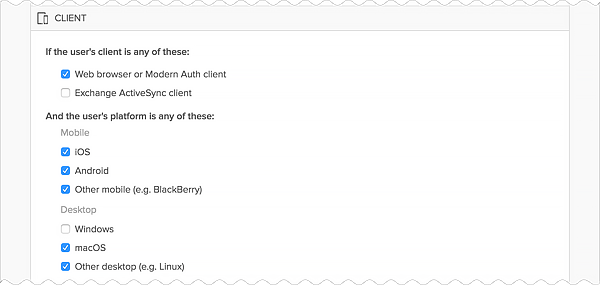 CLIENT
If the user's client is any of these:
Web browser or Modern Auth client
Exchange ActiveSync client
And the user's platform is any of these:
Mobile
iOS
Android
Other mobile (e.g. BlackBerry)
Desktop
Windows
macOS
Other desktop (e.g. Linux)